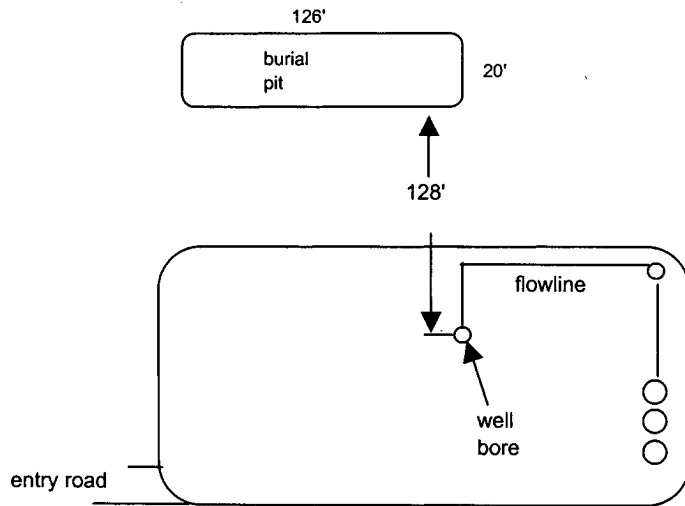 126'
burial
pit
20'
128'
flowline
well
bore
entry road